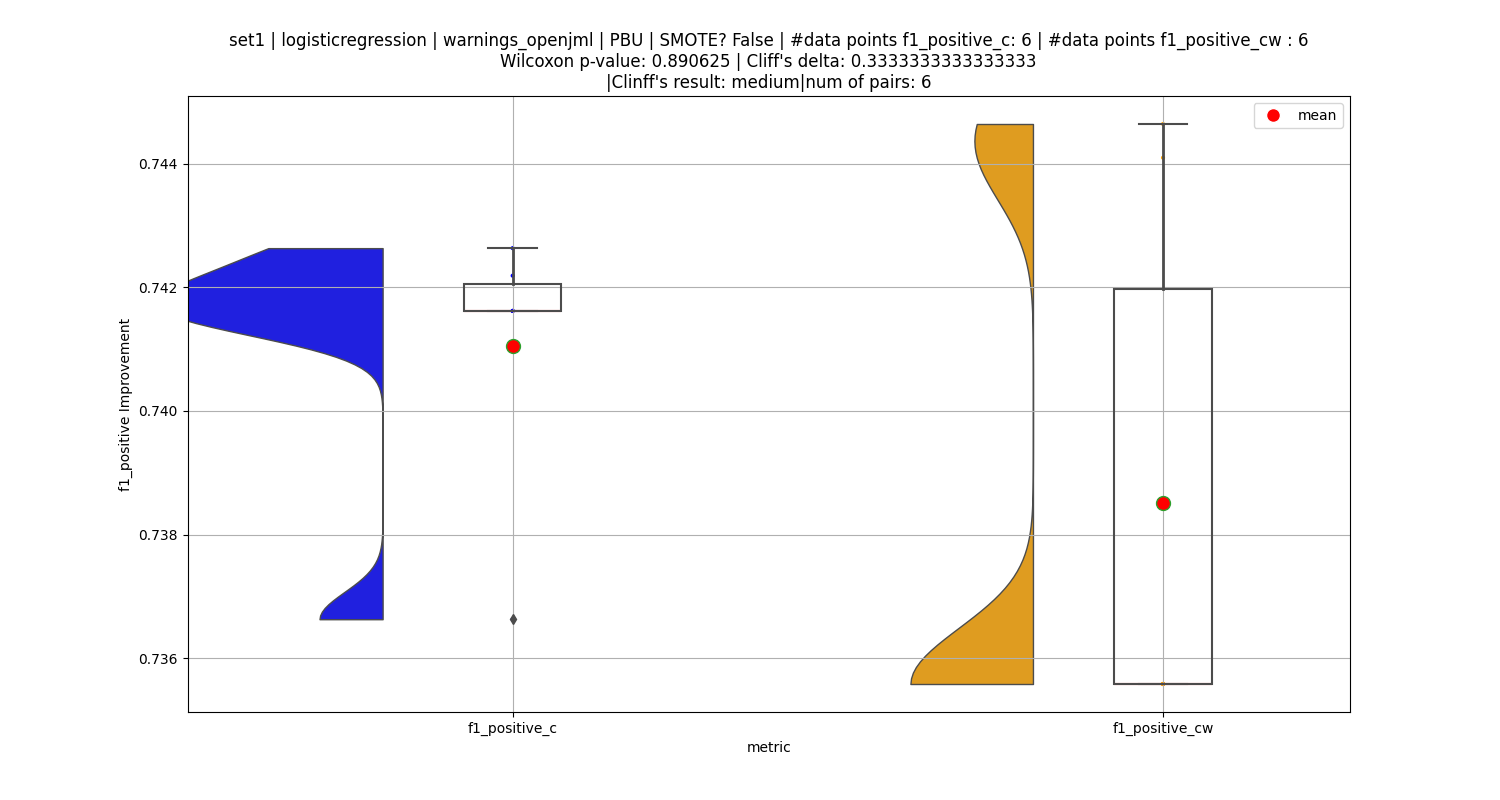 set1 | logisticregression | warnings_openjml | PBU | SMOTE? False | #data points f1_positive_c: 6 | #data points f1_positive_cw : 6
Wilcoxon p-value: 0.890625 | Cliff's delta: 0.3333333333333333
|Clinff's result: medium|num of pairs: 6
mean
0.744
0.742
0.740
0.738
0.736
f1_positive Improvement
f1_positive_c
f1_positive_cw
metric